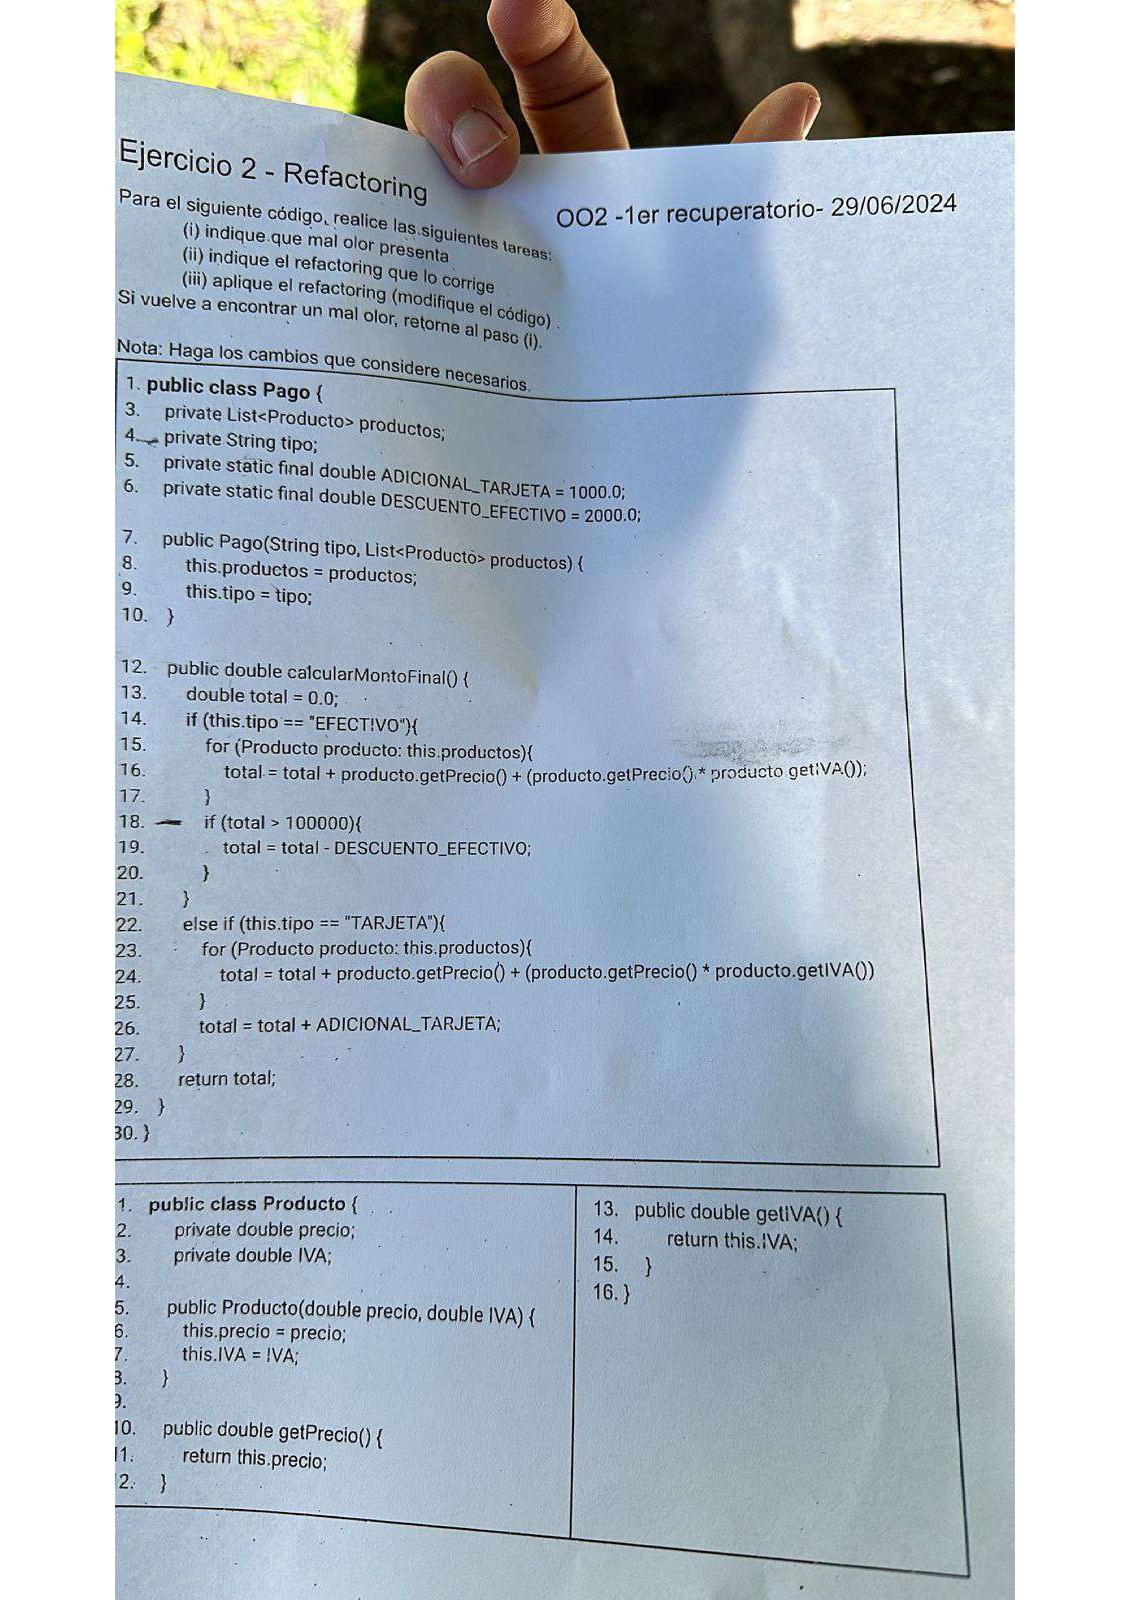 Ejercicio 2 - Refactoring
OO2 -1er recuperatorio- 29/06/2024
Para el siguiente código, realice las siguientes tareas:
(i) indique que mal olor presenta
(ii) indique el refactoring que lo corrige
(iii) aplique el refactoring (modifique el código)
Si vuelve a encontrar un mal olor, retorne al paso (i).
Nota: Haga los cambios que considere necesarios.
1. public class Pago {
3. private List<Producto> productos;
4. private String tipo;
5. private static final double ADICIONAL_TARJETA = 1000.0;
6. private static final double DESCUENTO_EFECTIVO = 2000.0;
7. public Pago(String tipo, List<Producto> productos) {
8. this.productos = productos;
9. this.tipo = tipo;
10. }
12. public double calcularMontoFinal() {
13. double total = 0.0;
14. if (this.tipo == "EFECTIVO"){
15. for (Producto producto: this.productos){
16. total = total + producto.getPrecio() + (producto.getPrecio() * producto getIVA());
17. }
18. if (total > 100000){
19. total = total - DESCUENTO_EFECTIVO;
20. }
21. }
22. else if (this.tipo == "TARJETA"){
23. for (Producto producto: this.productos){
24. total = total + producto.getPrecio() + (producto.getPrecio() * producto.getIVA())
25. }
26. total = total + ADICIONAL_TARJETA;
27. }
28. return total;
29. }
30. }
1. public class Producto {
2. private double precio;
3. private double IVA;
4.
5. public Producto(double precio, double IVA) {
6. this.precio = precio;
7. this.IVA = IVA;
8. }
9.
10. public double getPrecio() {
11. return this.precio;
12. }
13. public double getIVA() {
14. return this.IVA;
15. }
16. }